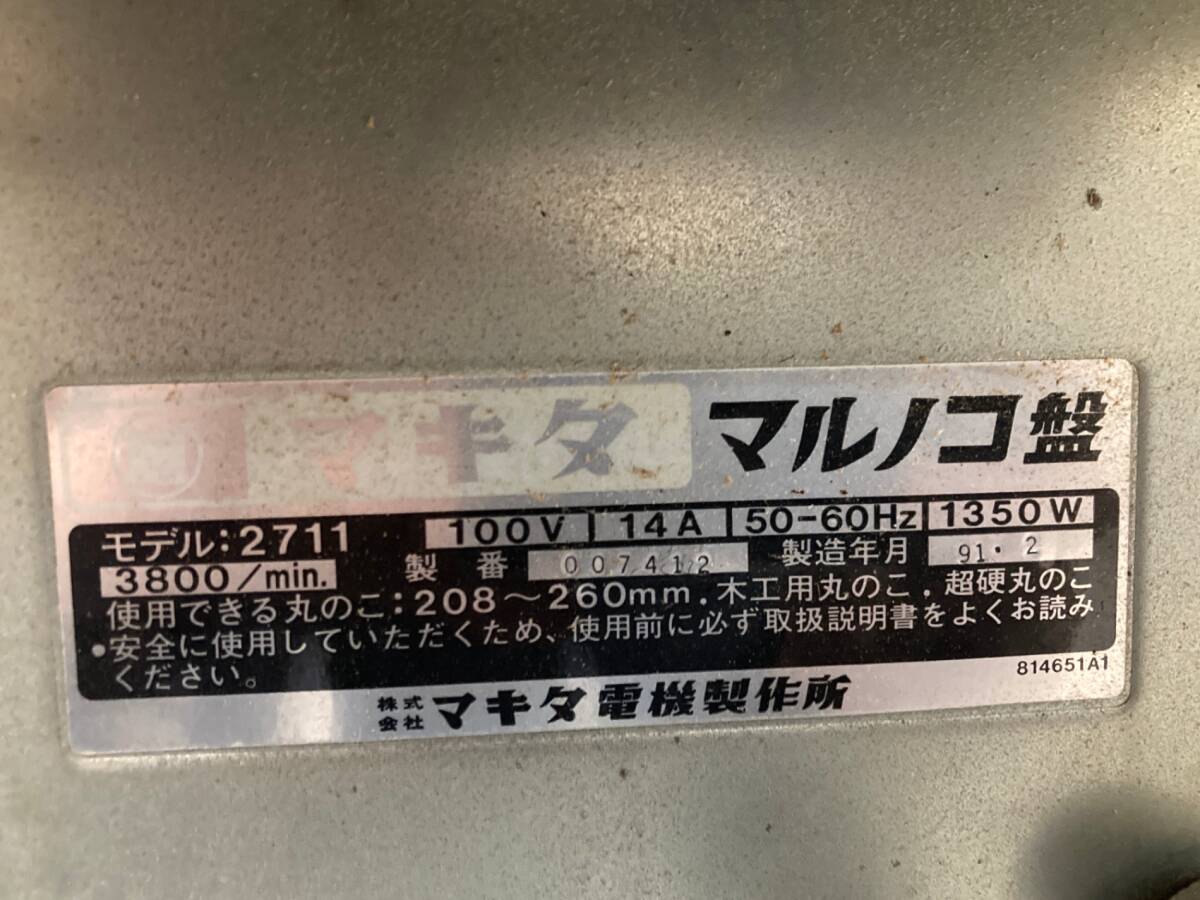 マキタ マルノコ盤
モデル:2711 100V 14A 50-60Hz 1350W
3800/min. 製番 007412 製造年月 91・2
使用できる丸のこ:208～260mm.木工用丸のこ.超硬丸のこ
•安全に使用していただくため、使用前に必ず取扱説明書をよくお読み
ください。
814651A1
株式会社 マキタ電機製作所